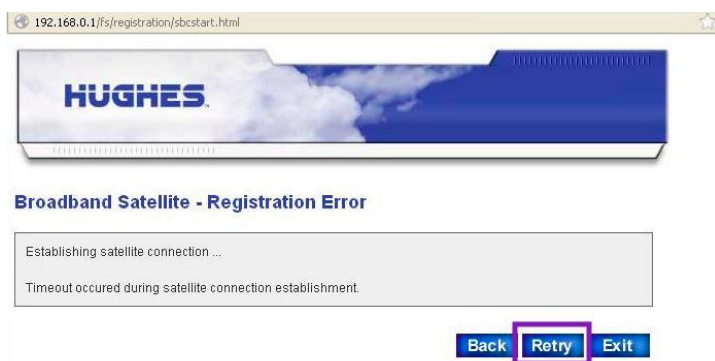 192.168.0.1/fs/registration/sbcstart.html
HUGHES.
Broadband Satellite - Registration Error
Establishing satellite connection ...
Timeout occured during satellite connection establishment.
Back Retry Exit